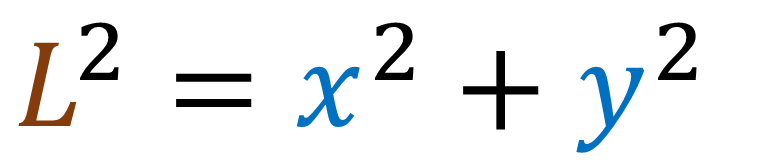 L² = x² + y²